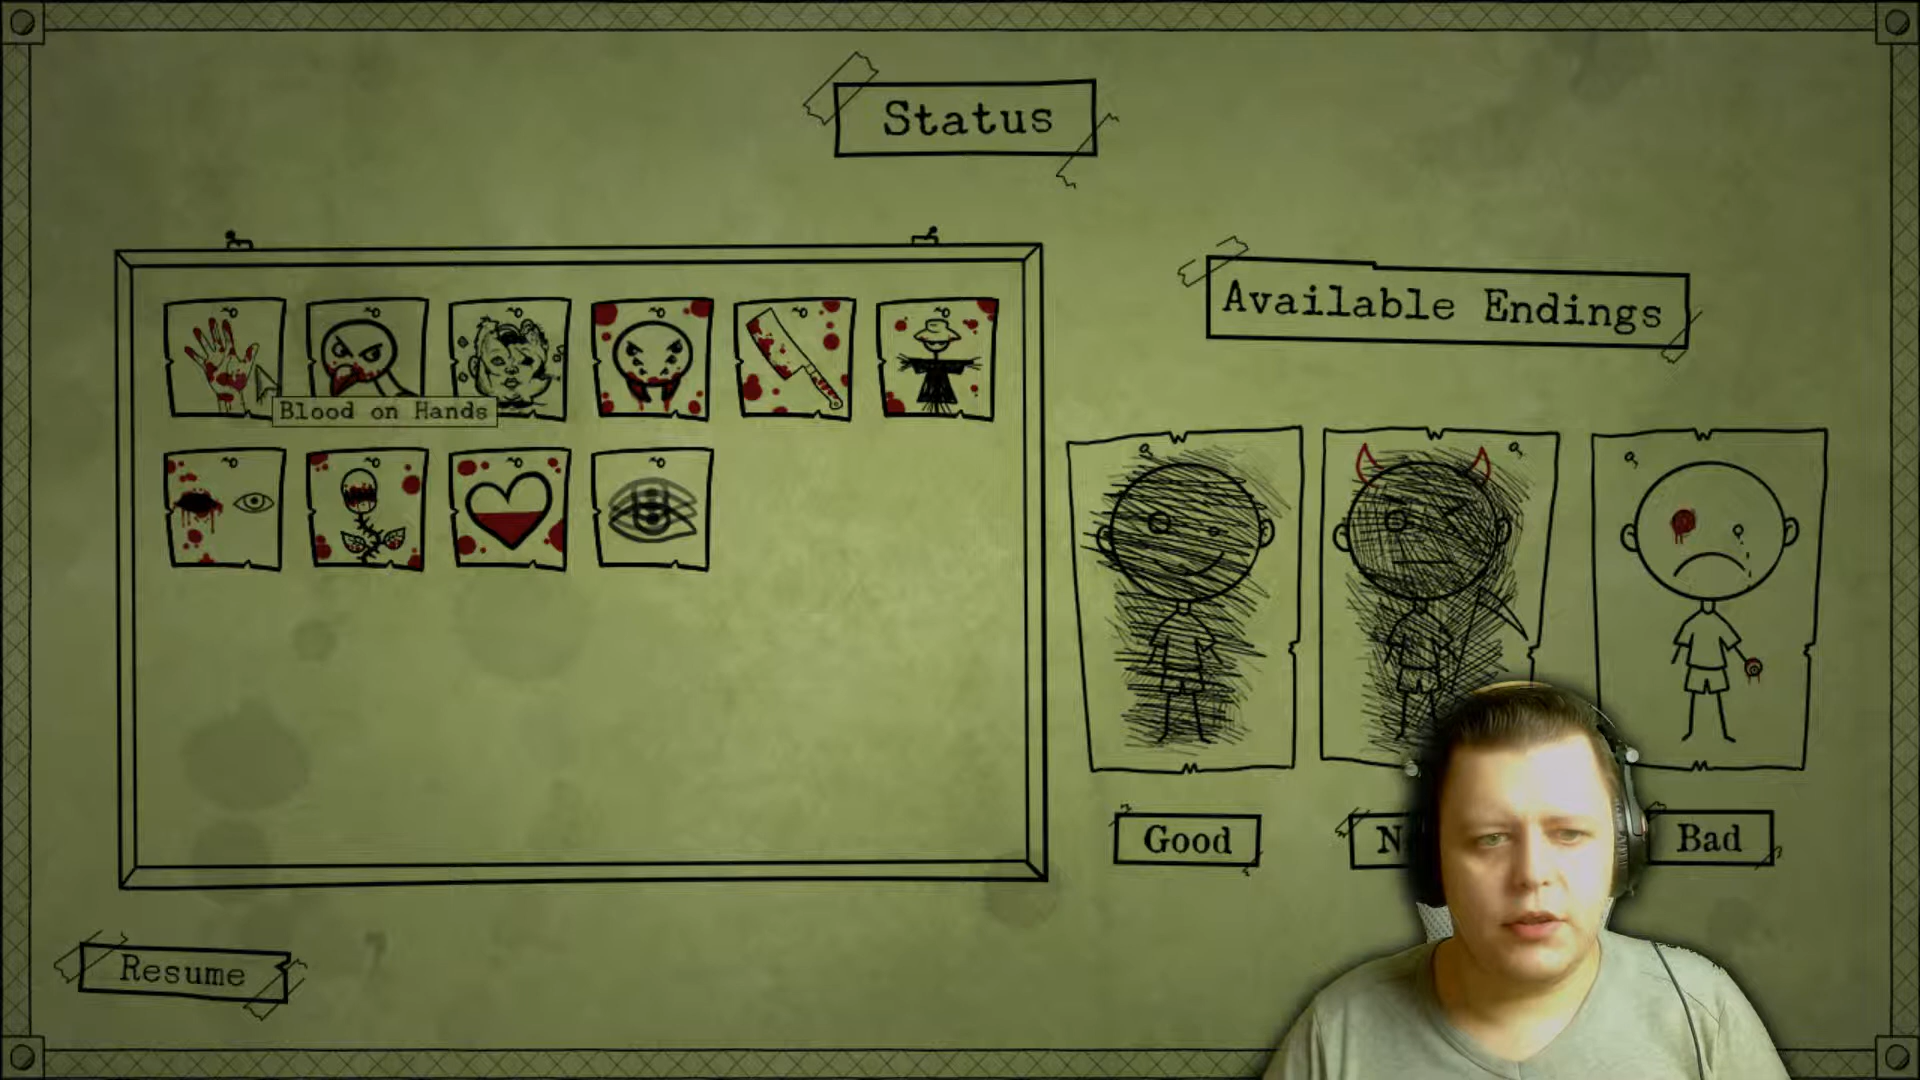 Status
Available Endings
Blood on Hands
Good
Bad
Resume